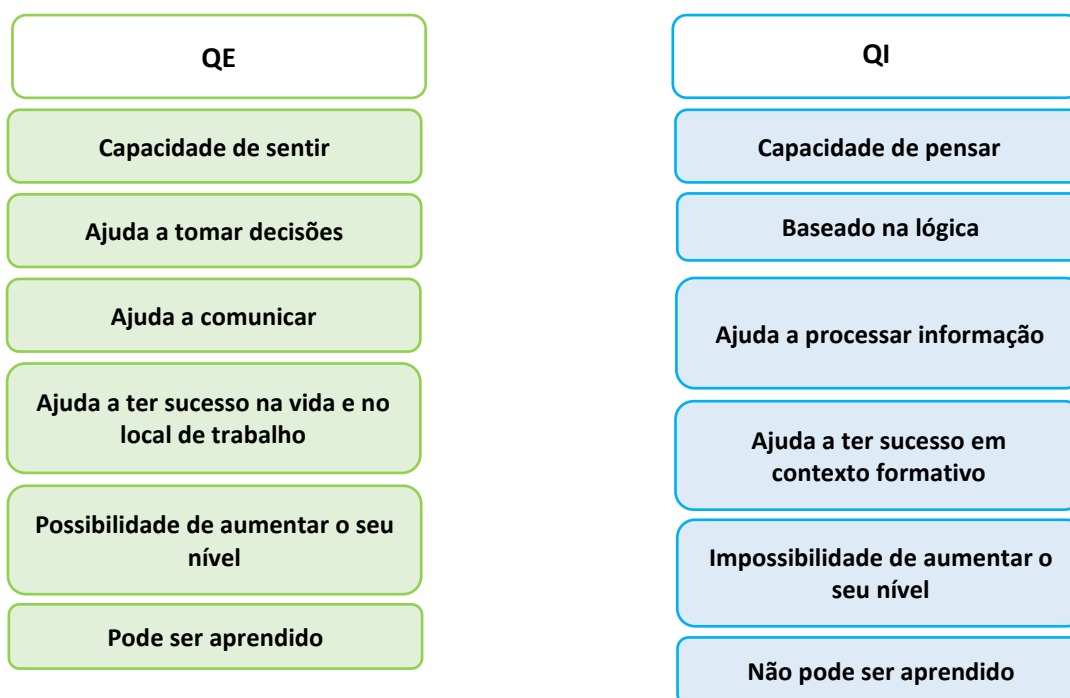 QE
Capacidade de sentir
Ajuda a tomar decisões
Ajuda a comunicar
Ajuda a ter sucesso na vida e no
local de trabalho
Possibilidade de aumentar o seu
nível
Pode ser aprendido
QI
Capacidade de pensar
Baseado na lógica
Ajuda a processar informação
Ajuda a ter sucesso em
contexto formativo
Impossibilidade de aumentar o
seu nível
Não pode ser aprendido